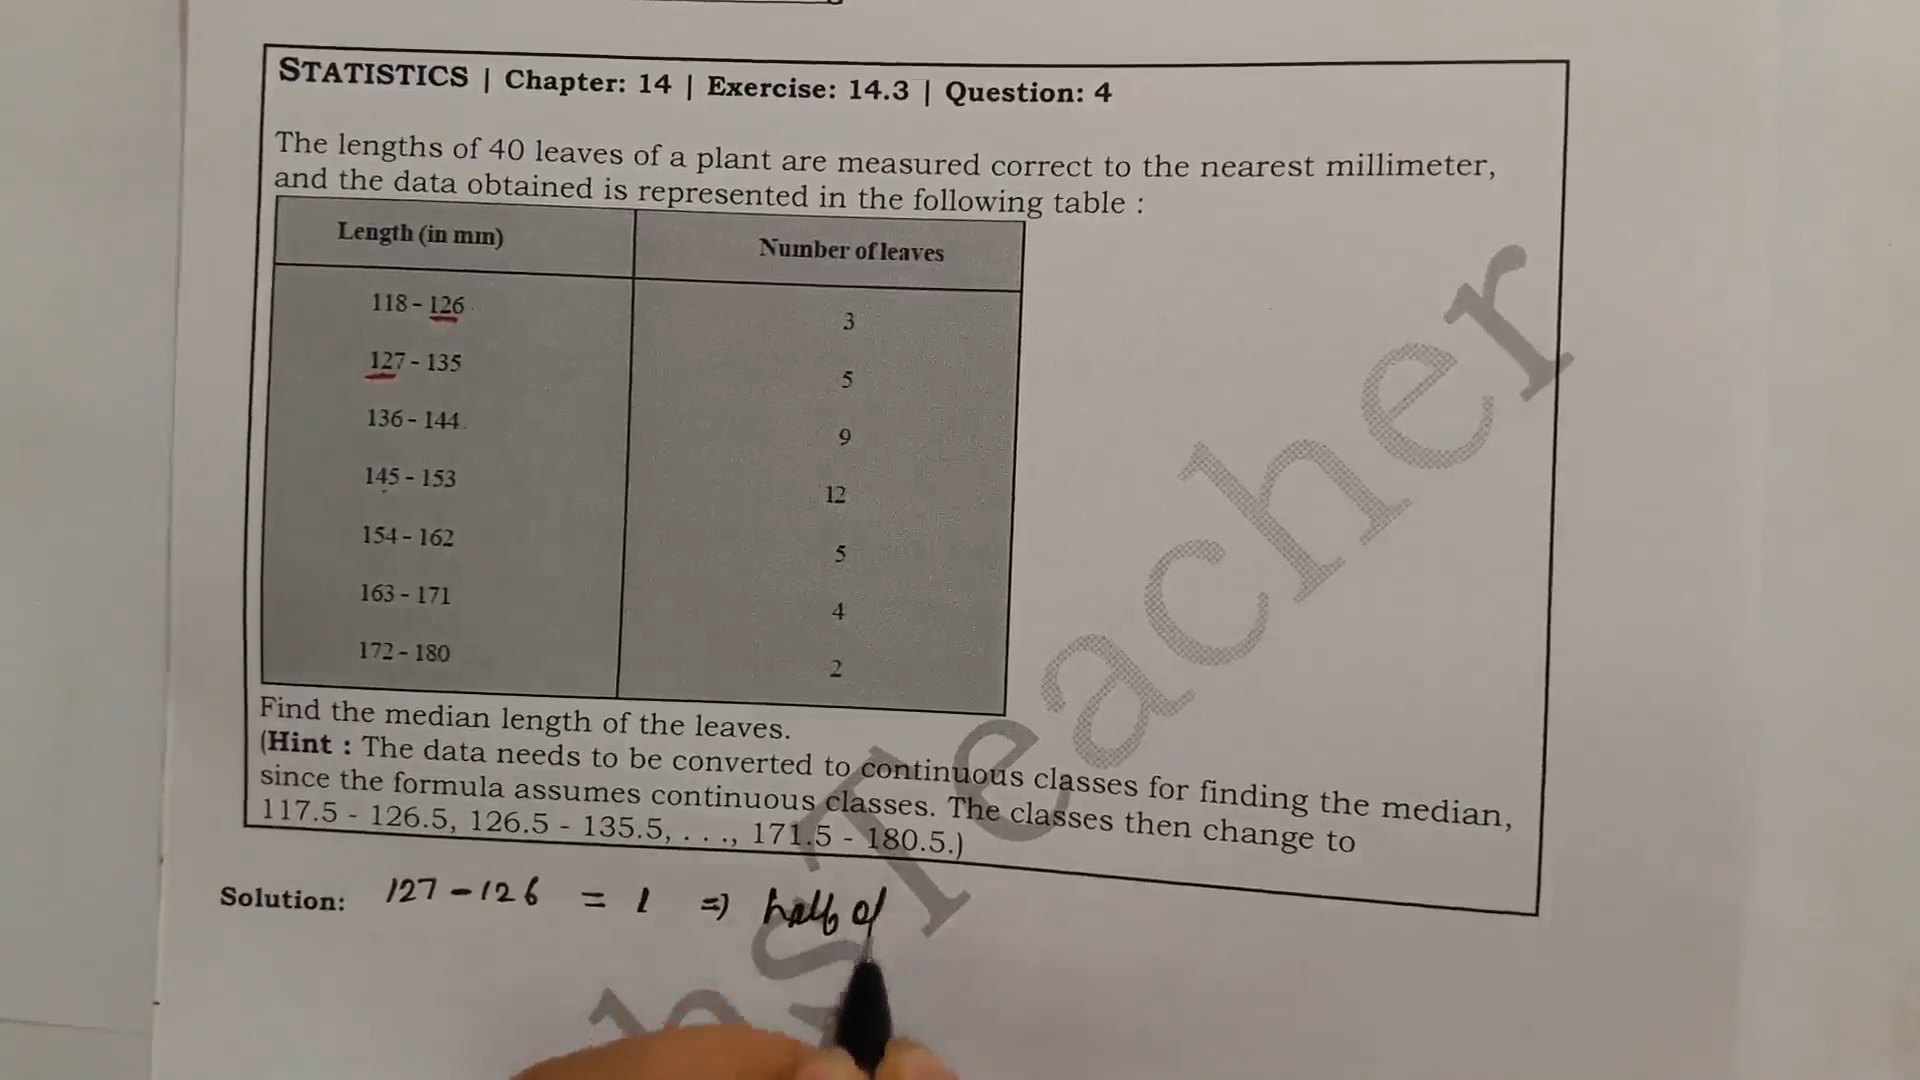 STATISTICS | Chapter: 14 | Exercise: 14.3 | Question: 4
The lengths of 40 leaves of a plant are measured correct to the nearest millimeter,
and the data obtained is represented in the following table :
Length (in mm) Number of leaves
118 - 126 3
127 - 135 5
136 - 144 9
145 - 153 12
154 - 162 5
163 - 171 4
172 - 180 2
Find the median length of the leaves.
(Hint : The data needs to be converted to continuous classes for finding the median,
since the formula assumes continuous classes. The classes then change to
117.5 - 126.5, 126.5 - 135.5, . . ., 171.5 - 180.5.)
Solution: 127 - 126 = 1 => half of
sTeacher